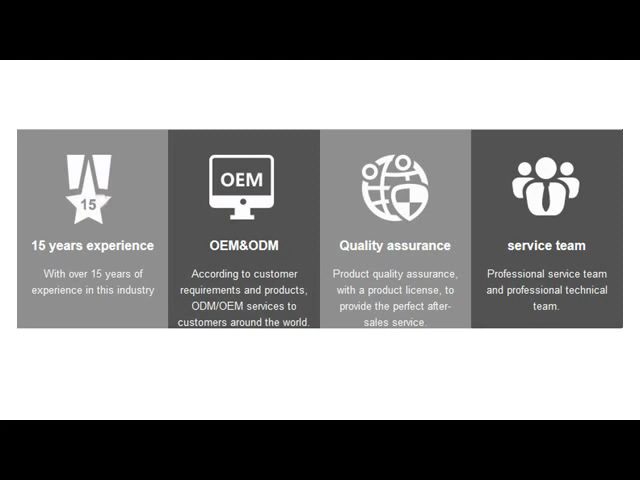 15
15 years experience
With over 15 years of
experience in this industry
OEM
OEM&ODM
According to customer
requirements and products,
ODM/OEM services to
customers around the world.
Quality assurance
Product quality assurance,
with a product license, to
provide the perfect after-
sales service.
service team
Professional service team
and professional technical
team.